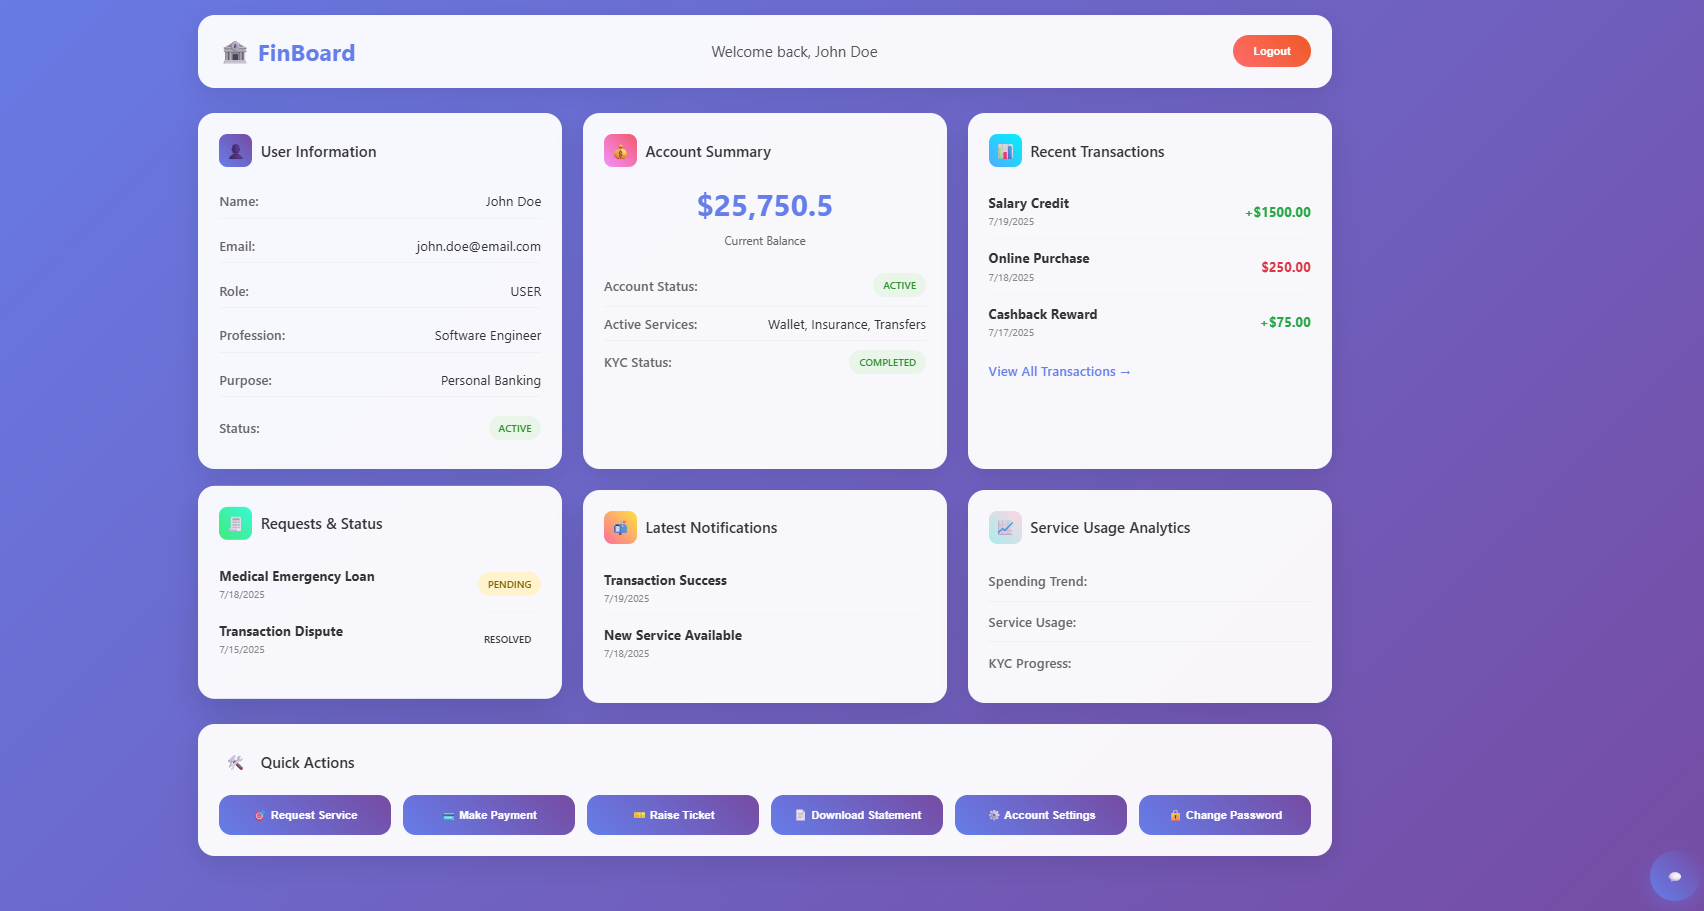 FinBoard
Welcome back, John Doe
Logout
User Information
Name: John Doe
Email: john.doe@email.com
Role: USER
Profession: Software Engineer
Purpose: Personal Banking
Status: ACTIVE
Account Summary
$25,750.5
Current Balance
Account Status: ACTIVE
Active Services: Wallet, Insurance, Transfers
KYC Status: COMPLETED
Recent Transactions
Salary Credit
7/19/2025
+$1500.00
Online Purchase
7/18/2025
$250.00
Cashback Reward
7/17/2025
+$75.00
View All Transactions →
Requests & Status
Medical Emergency Loan
7/18/2025
PENDING
Transaction Dispute
7/15/2025
RESOLVED
Latest Notifications
Transaction Success
7/19/2025
New Service Available
7/18/2025
Service Usage Analytics
Spending Trend:
Service Usage:
KYC Progress:
Quick Actions
Request Service
Make Payment
Raise Ticket
Download Statement
Account Settings
Change Password